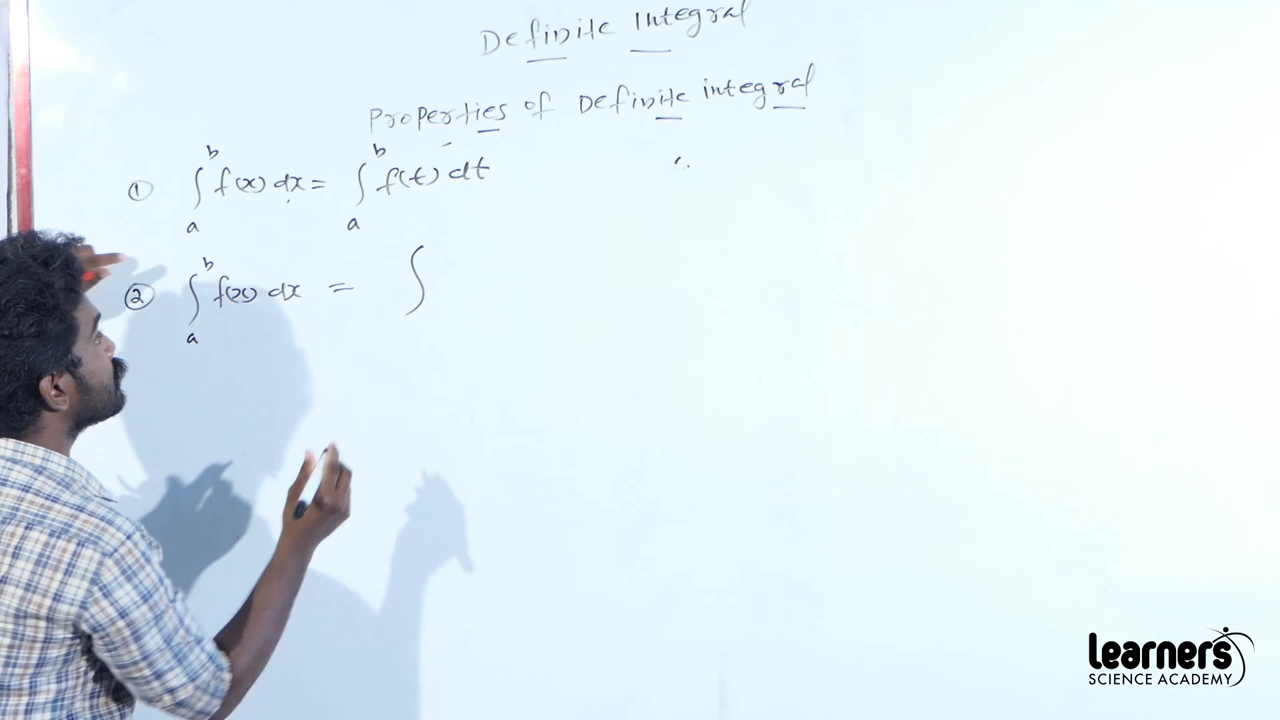 Definite Integral
Properties of Definite integral
① ∫ₐᵇ f(x) dx = ∫ₐᵇ f(t) dt
② ∫ₐᵇ f(x) dx = ∫
Learners
SCIENCE ACADEMY